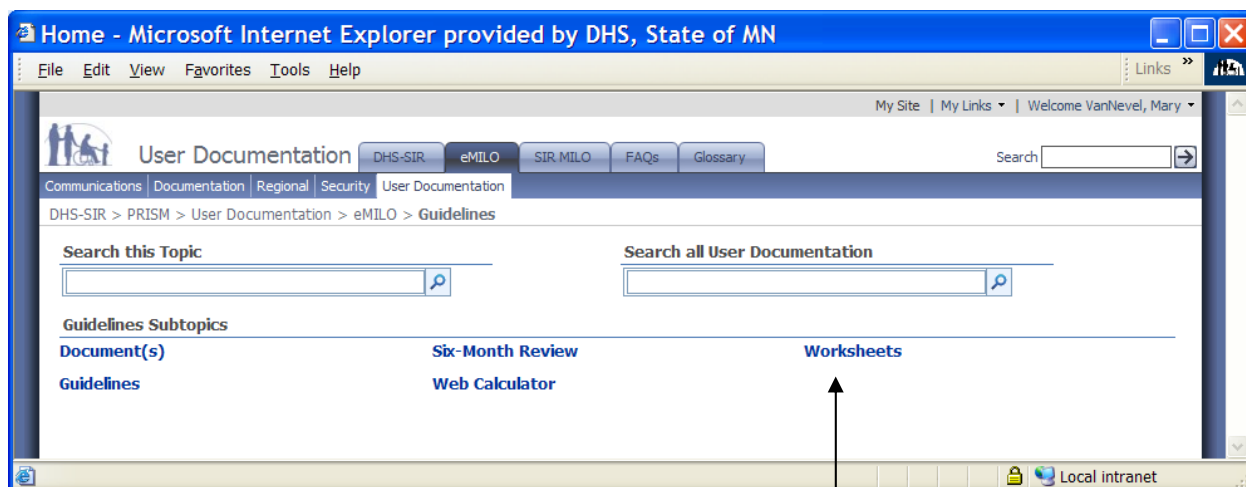 Home - Microsoft Internet Explorer provided by DHS, State of MN
File Edit View Favorites Tools Help Links »
My Site | My Links | Welcome VanNevel, Mary
User Documentation DHS-SIR eMILO SIR MILO FAQs Glossary Search
Communications Documentation Regional Security User Documentation
DHS-SIR > PRISM > User Documentation > eMILO > Guidelines
Search this Topic Search all User Documentation
Guidelines Subtopics
Document(s) Six-Month Review Worksheets
Guidelines Web Calculator
Local intranet